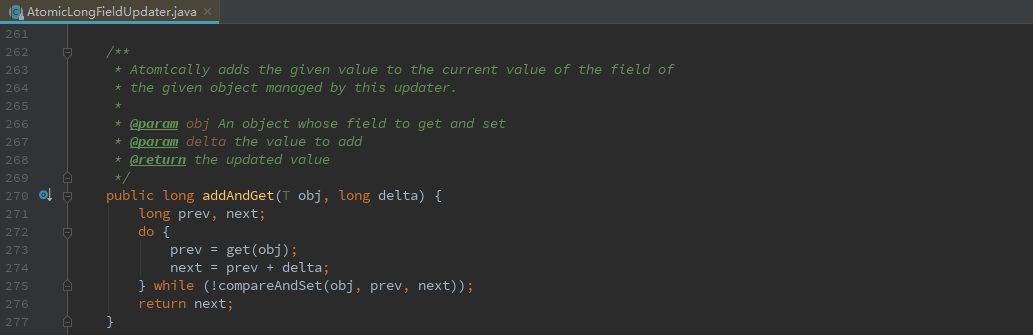 AtomicLongFieldUpdater.java
261
262 /**
263 * Atomically adds the given value to the current value of the field of
264 * the given object managed by this updater.
265 *
266 * @param obj An object whose field to get and set
267 * @param delta the value to add
268 * @return the updated value
269 */
270 public long addAndGet(T obj, long delta) {
271 long prev, next;
272 do {
273 prev = get(obj);
274 next = prev + delta;
275 } while (!compareAndSet(obj, prev, next));
276 return next;
277 }